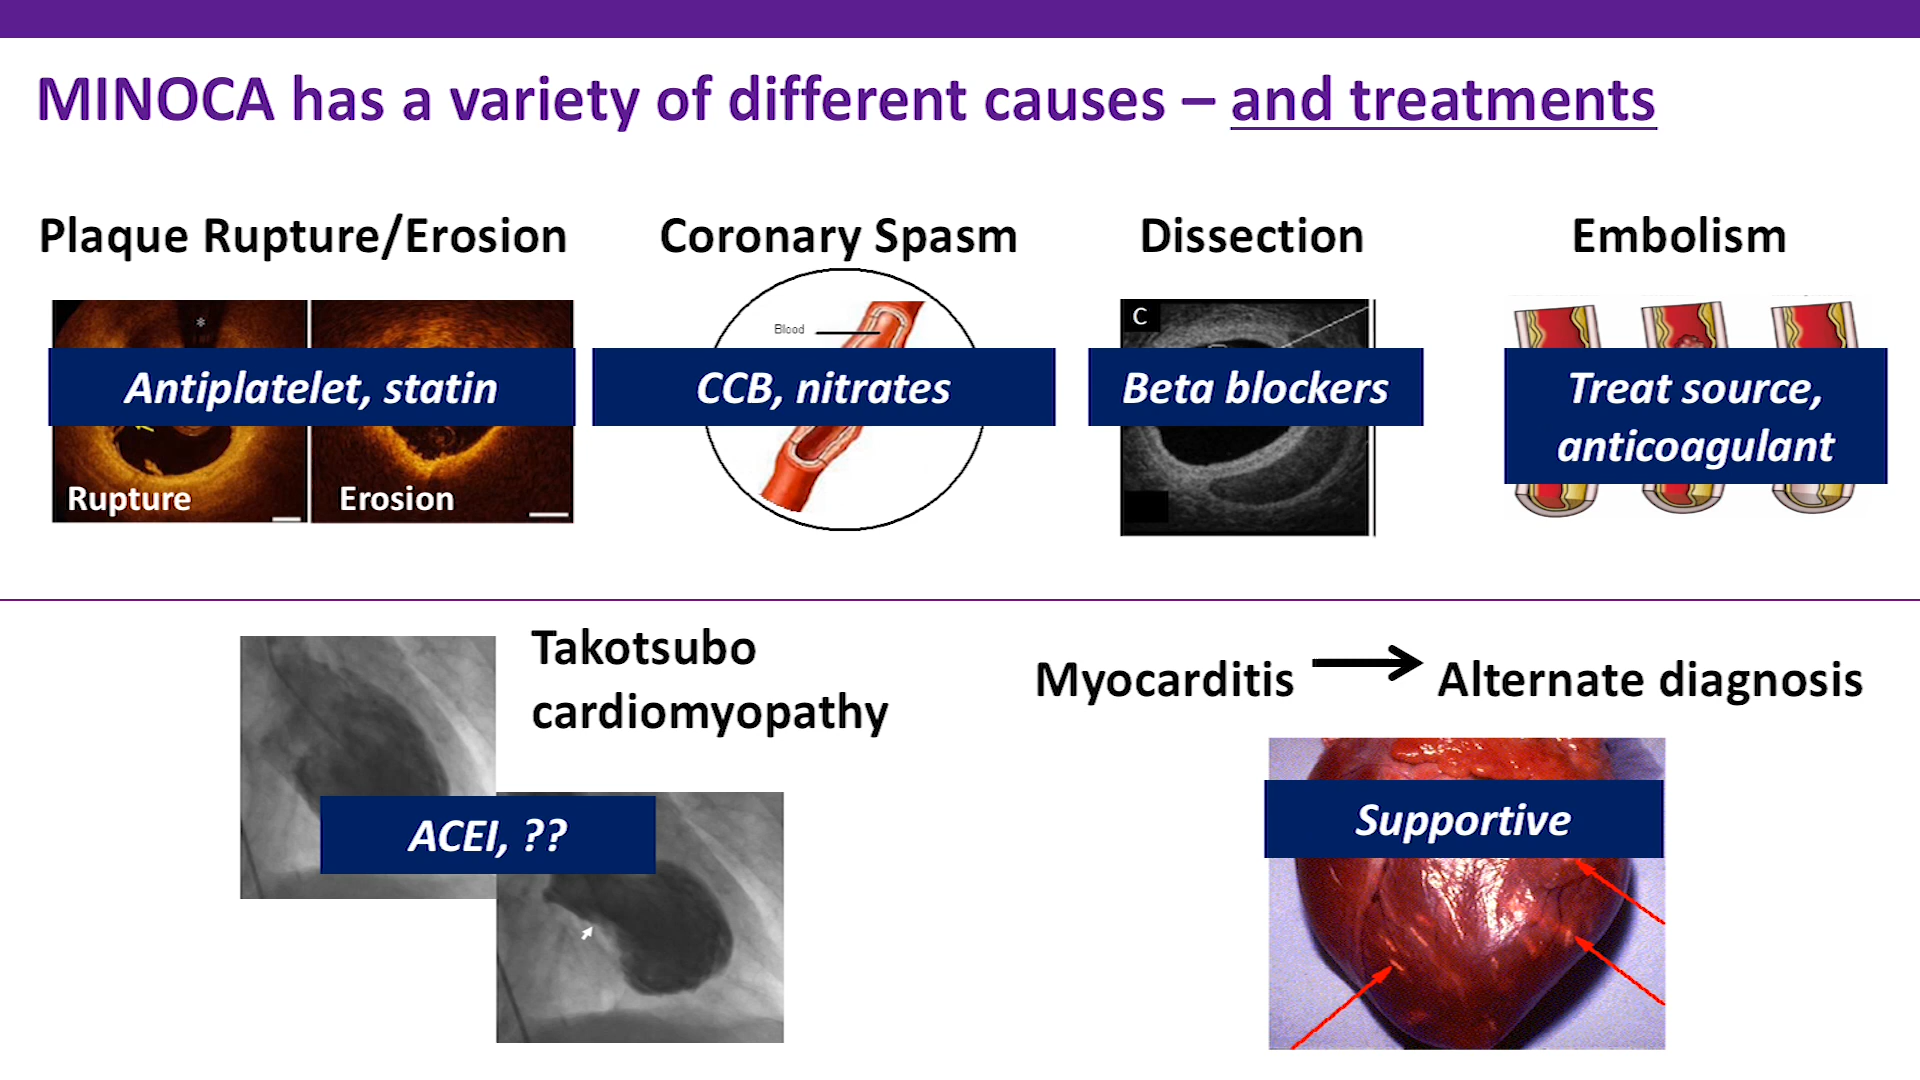 MINOCA has a variety of different causes – and treatments
Plaque Rupture/Erosion
Coronary Spasm
Dissection
Embolism
*
Blood
C
Antiplatelet, statin
CCB, nitrates
Beta blockers
Treat source,
anticoagulant
Rupture
Erosion
Takotsubo
cardiomyopathy
Myocarditis
Alternate diagnosis
ACEI, ??
Supportive